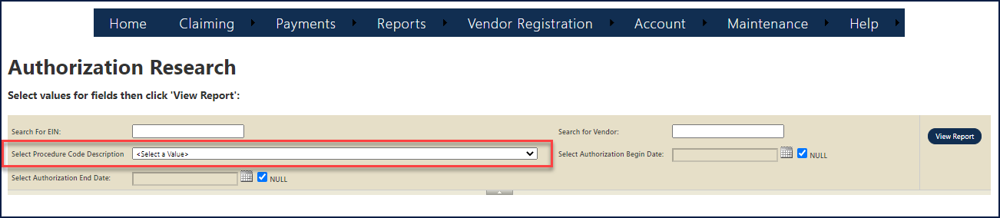 Home Claiming Payments Reports Vendor Registration Account Maintenance Help
Authorization Research
Select values for fields then click 'View Report':
Search For EIN: Search for Vendor: View Report
Select Procedure Code Description <Select a Value> Select Authorization Begin Date: NULL
Select Authorization End Date: NULL